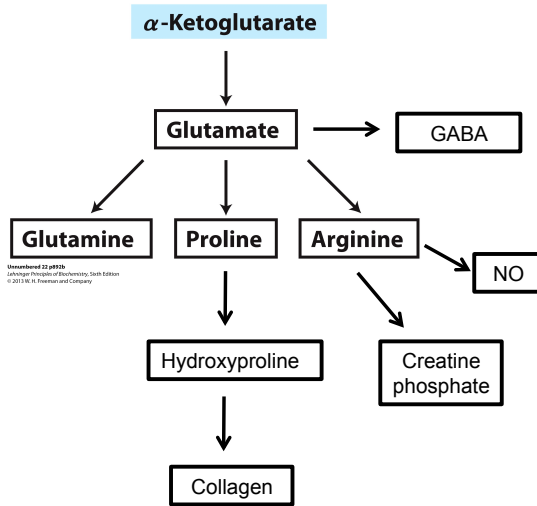 α-Ketoglutarate
Glutamate
GABA
Glutamine
Proline
Arginine
Unnumbered 22 p892b
Lehninger Principles of Biochemistry, Sixth Edition
© 2013 W. H. Freeman and Company
NO
Hydroxyproline
Creatine
phosphate
Collagen